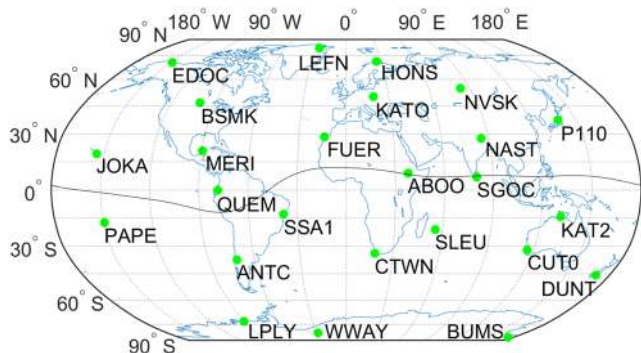 180° W 90° W 0° 90° E 180° E
90° N
60° N
30° N
0°
30° S
60° S
90° S
LEFN
EDOC
HONS
BSMK
KATO
NVSK
P110
FUER
NAST
JOKA
MERI
ABOO
SGOC
QUEM
SSA1
PAPE
KAT2
SLEU
ANTC
CTWN
CUT0
DUNT
LPLY
WWAY
BUMS